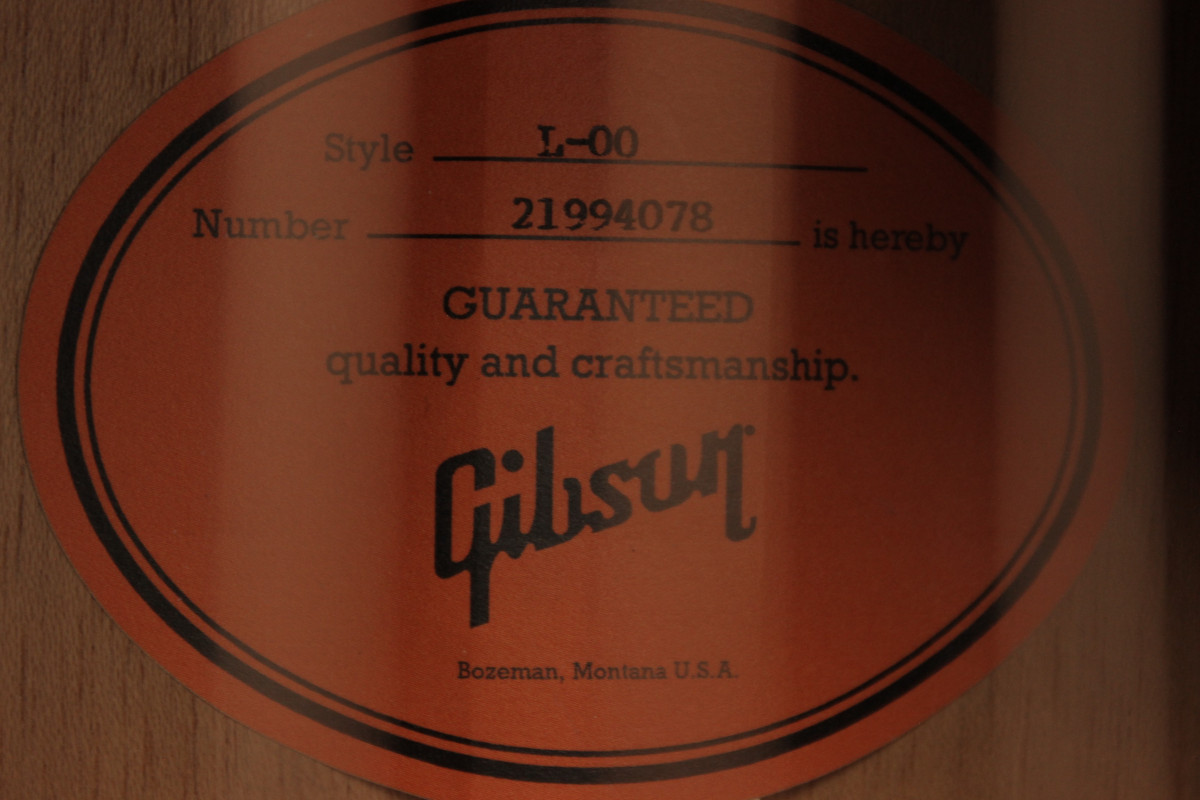 Style L-00
Number 21994078 is hereby
GUARANTEED
quality and craftsmanship.
Gibson
Bozeman, Montana U.S.A.